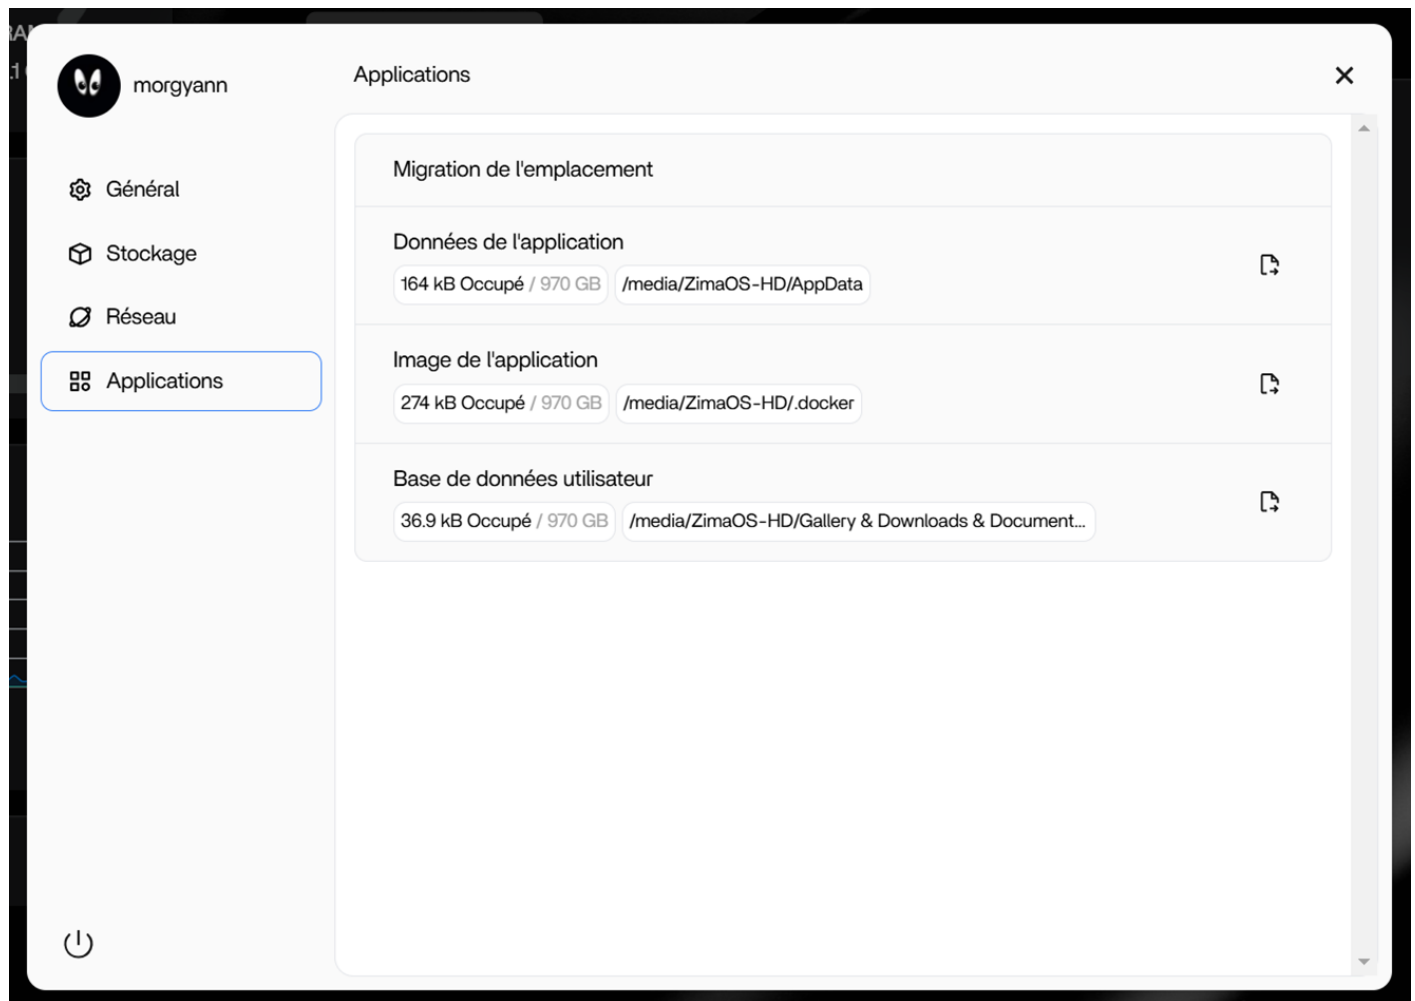 morgyann
Applications
Général
Stockage
Réseau
Applications
Migration de l'emplacement
Données de l'application
164 kB Occupé / 970 GB /media/ZimaOS-HD/AppData
Image de l'application
274 kB Occupé / 970 GB /media/ZimaOS-HD/.docker
Base de données utilisateur
36.9 kB Occupé / 970 GB /media/ZimaOS-HD/Gallery & Downloads & Document...